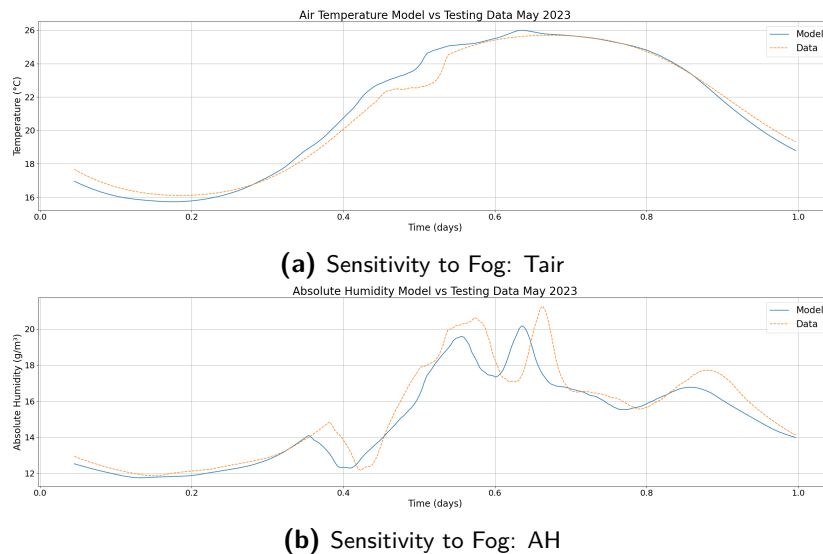 Air Temperature Model vs Testing Data May 2023
Temperature (°C)
26
24
22
20
18
16
Model
Data
0.0 0.2 0.4 0.6 0.8 1.0
Time (days)
(a) Sensitivity to Fog: Tair
Absolute Humidity Model vs Testing Data May 2023
Absolute Humidity (g/m³)
20
18
16
14
12
Model
Data
0.0 0.2 0.4 0.6 0.8 1.0
Time (days)
(b) Sensitivity to Fog: AH